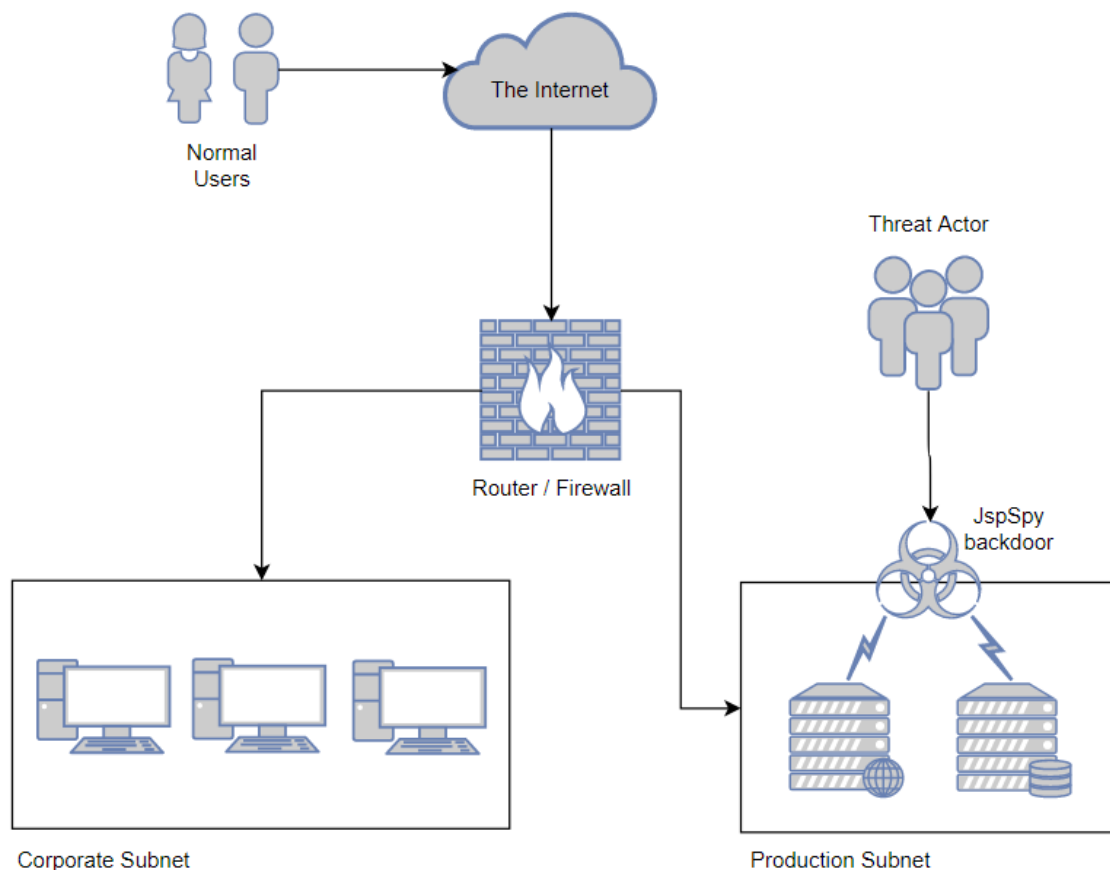 The Internet
Normal
Users
Threat Actor
Router / Firewall
JspSpy
backdoor
Corporate Subnet
Production Subnet